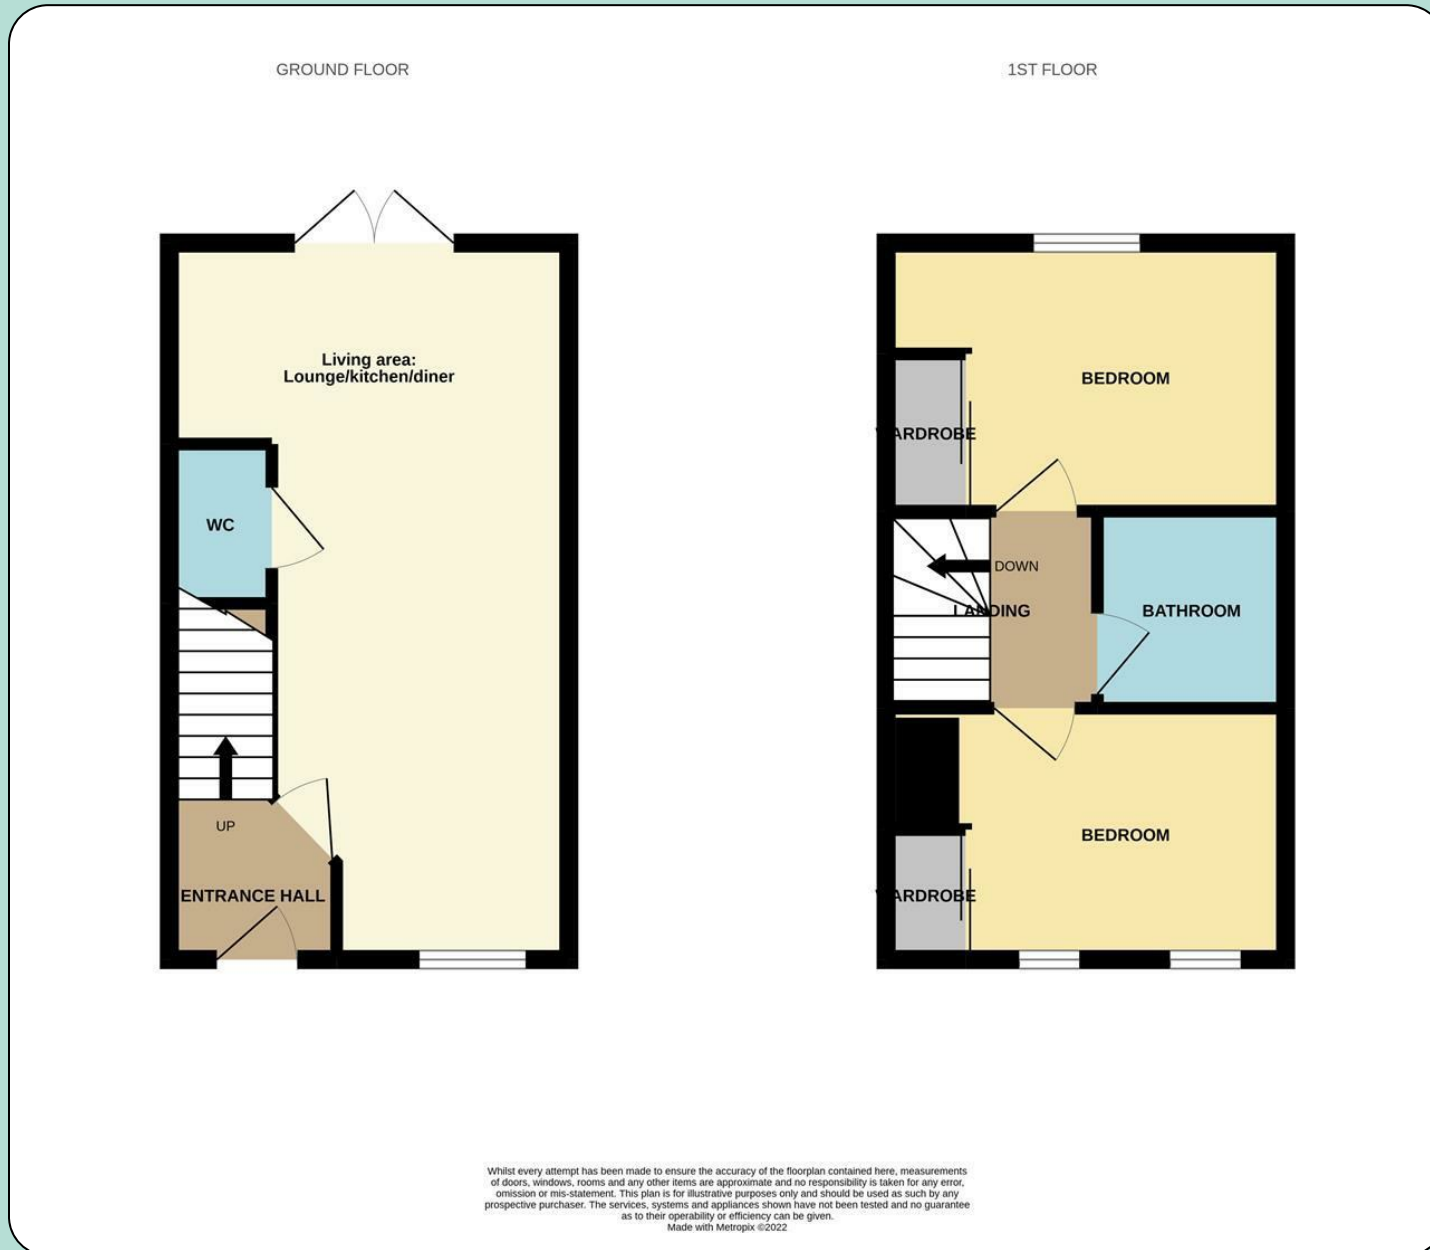 GROUND FLOOR
1ST FLOOR
Living area:
Lounge/kitchen/diner
WC
UP
ENTRANCE HALL
BEDROOM
WARDROBE
DOWN
LANDING
BATHROOM
BEDROOM
WARDROBE
Whilst every attempt has been made to ensure the accuracy of the floorplan contained here, measurements
of doors, windows, rooms and any other items are approximate and no responsibility is taken for any error,
omission or mis-statement. This plan is for illustrative purposes only and should be used as such by any
prospective purchaser. The services, systems and appliances shown have not been tested and no guarantee
as to their operability or efficiency can be given.
Made with Metropix ©2022